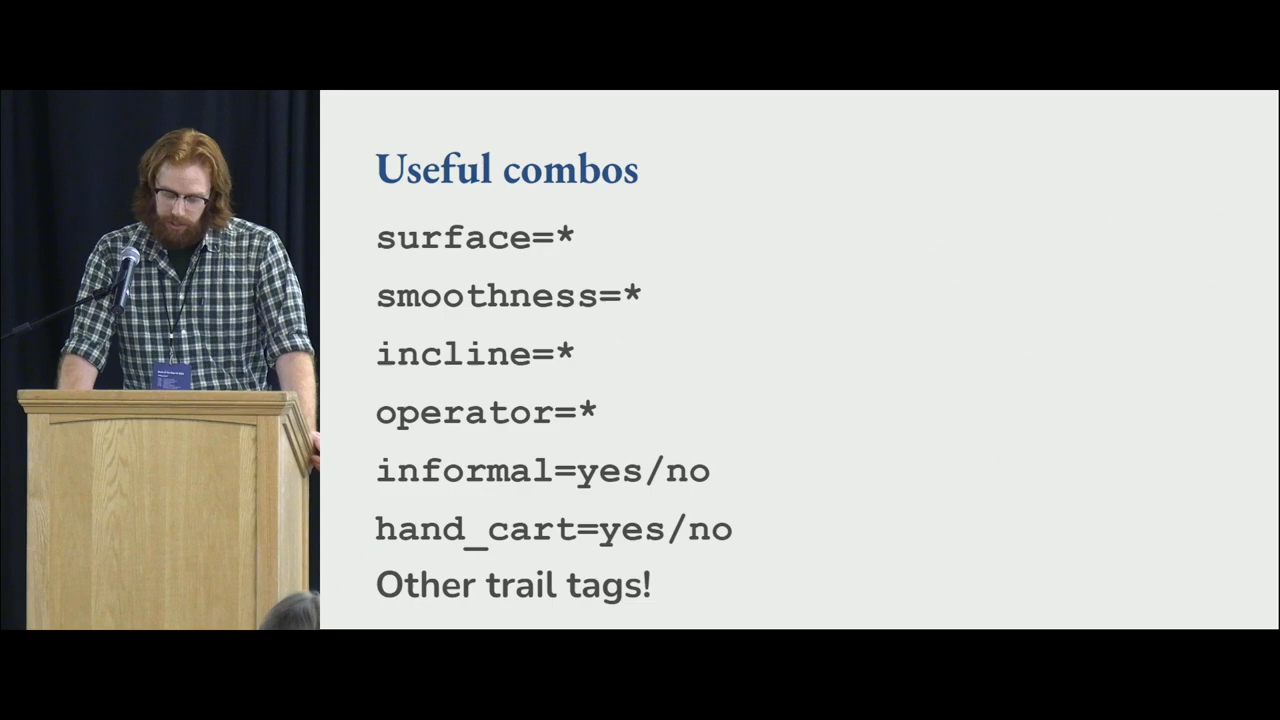 Useful combos
surface=*
smoothness=*
incline=*
operator=*
informal=yes/no
hand_cart=yes/no
Other trail tags!